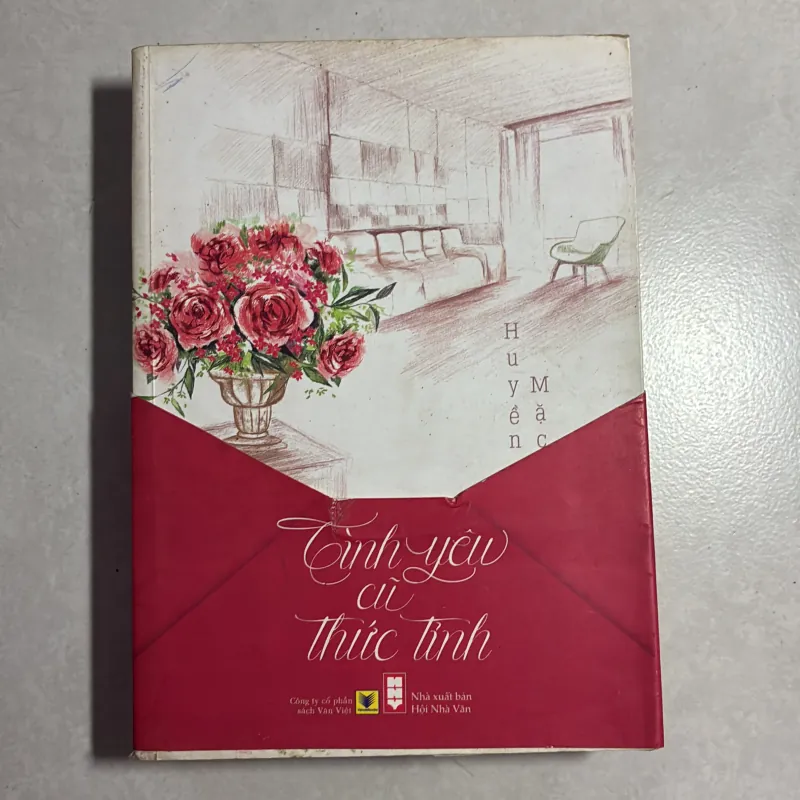 Huyền
Mặc
Tình yêu
cũ
thức tỉnh
Công ty cổ phần
sách Văn Việt
Nhà xuất bản
Hội Nhà Văn